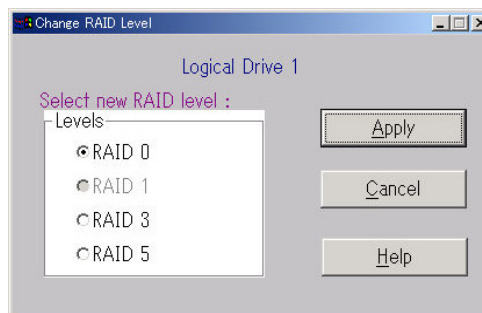 Change RAID Level
Logical Drive 1
Select new RAID level :
Levels
RAID 0
RAID 1
RAID 3
RAID 5
Apply
Cancel
Help